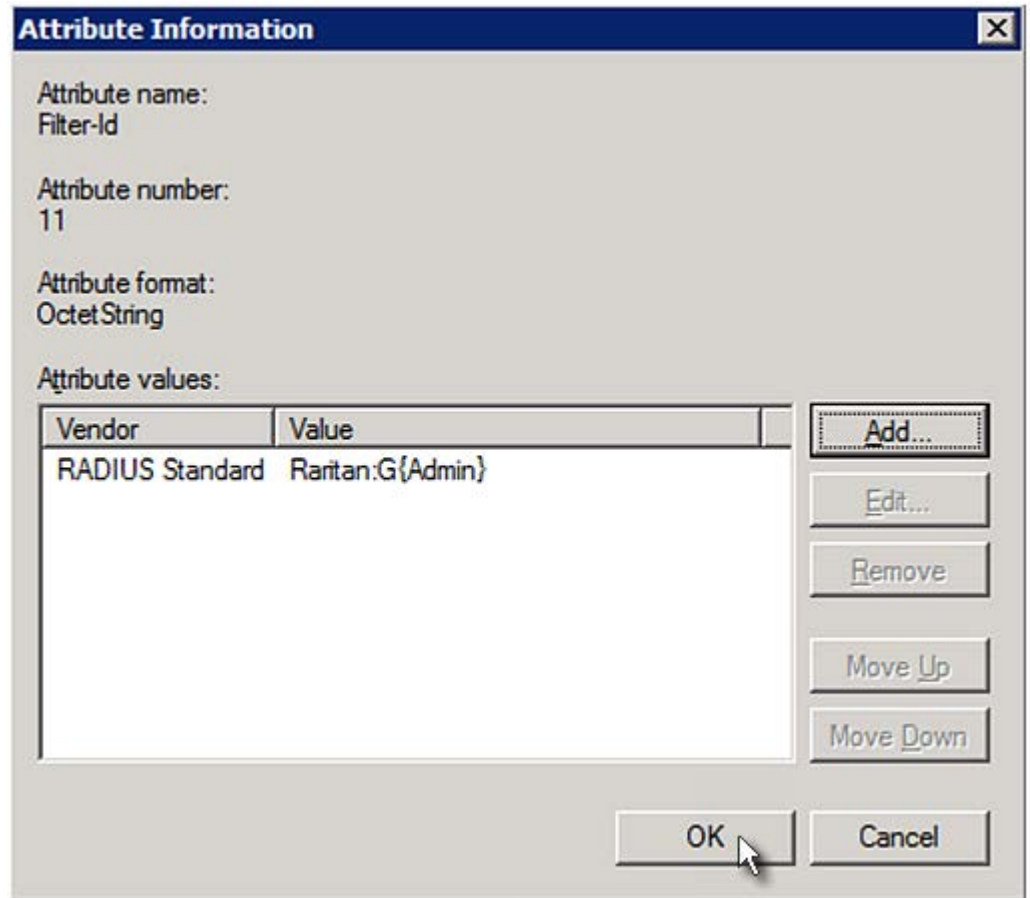 Attribute Information
Attribute name:
Filter-Id
Attribute number:
11
Attribute format:
OctetString
Attribute values:
Vendor Value
RADIUS Standard Raritan:G{Admin}
Add...
Edit...
Remove
Move Up
Move Down
OK Cancel